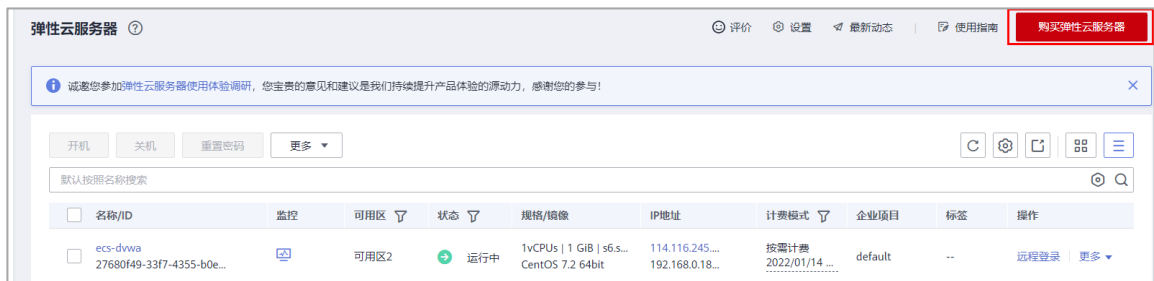 弹性云服务器 评价 设置 最新动态 使用指南 购买弹性云服务器
诚邀您参加弹性云服务器使用体验调研，您宝贵的意见和建议是我们持续提升产品体验的源动力，感谢您的参与！
开机 关机 重置密码 更多
默认按照名称搜索
名称/ID 监控 可用区 状态 规格/镜像 IP地址 计费模式 企业项目 标签 操作
ecs-dvwa 可用区2 运行中 1vCPUs | 1 GiB | s6.s... 114.116.245.... 按需计费 default -- 远程登录 更多
27680f49-33f7-4355-b0e... CentOS 7.2 64bit 192.168.0.18... 2022/01/14 ...